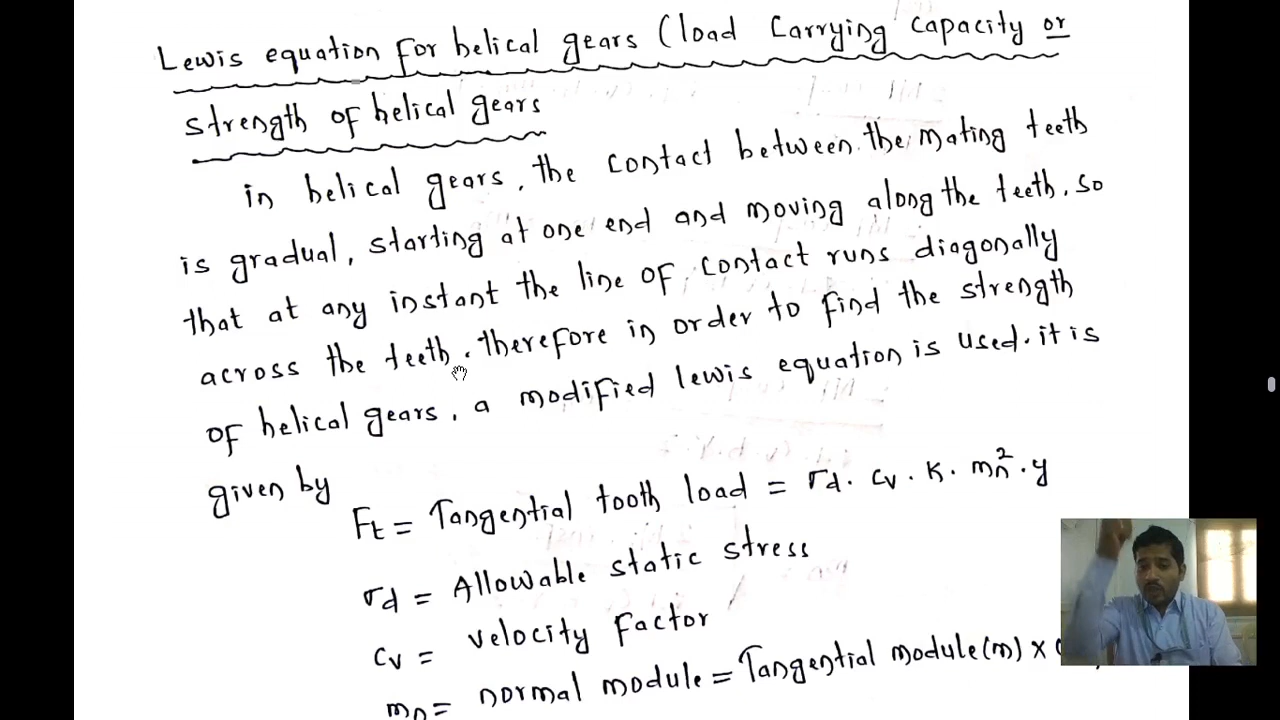 Lewis equation for helical gears (load Carrying capacity or
strength of helical gears
in helical gears, the contact between the mating teeth
is gradual, starting at one end and moving along the teeth, so
that at any instant the line of contact runs diagonally
across the teeth. therefore in order to find the strength
of helical gears, a modified lewis equation is used. it is
given by
Ft = Tangential tooth load = σd. Cv. K. mn². y
σd = Allowable static stress
Cv = velocity factor
mn = normal module = Tangential module(m) ×